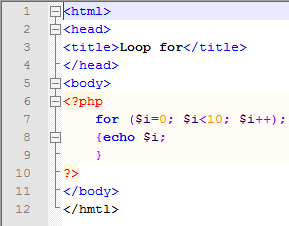 1 <html>
2 <head>
3 <title>Loop for</title>
4 </head>
5 <body>
6 <?php
7 for ($i=0; $i<10; $i++);
8 {echo $i;
9 }
10 ?>
11 </body>
12 </hmtl>